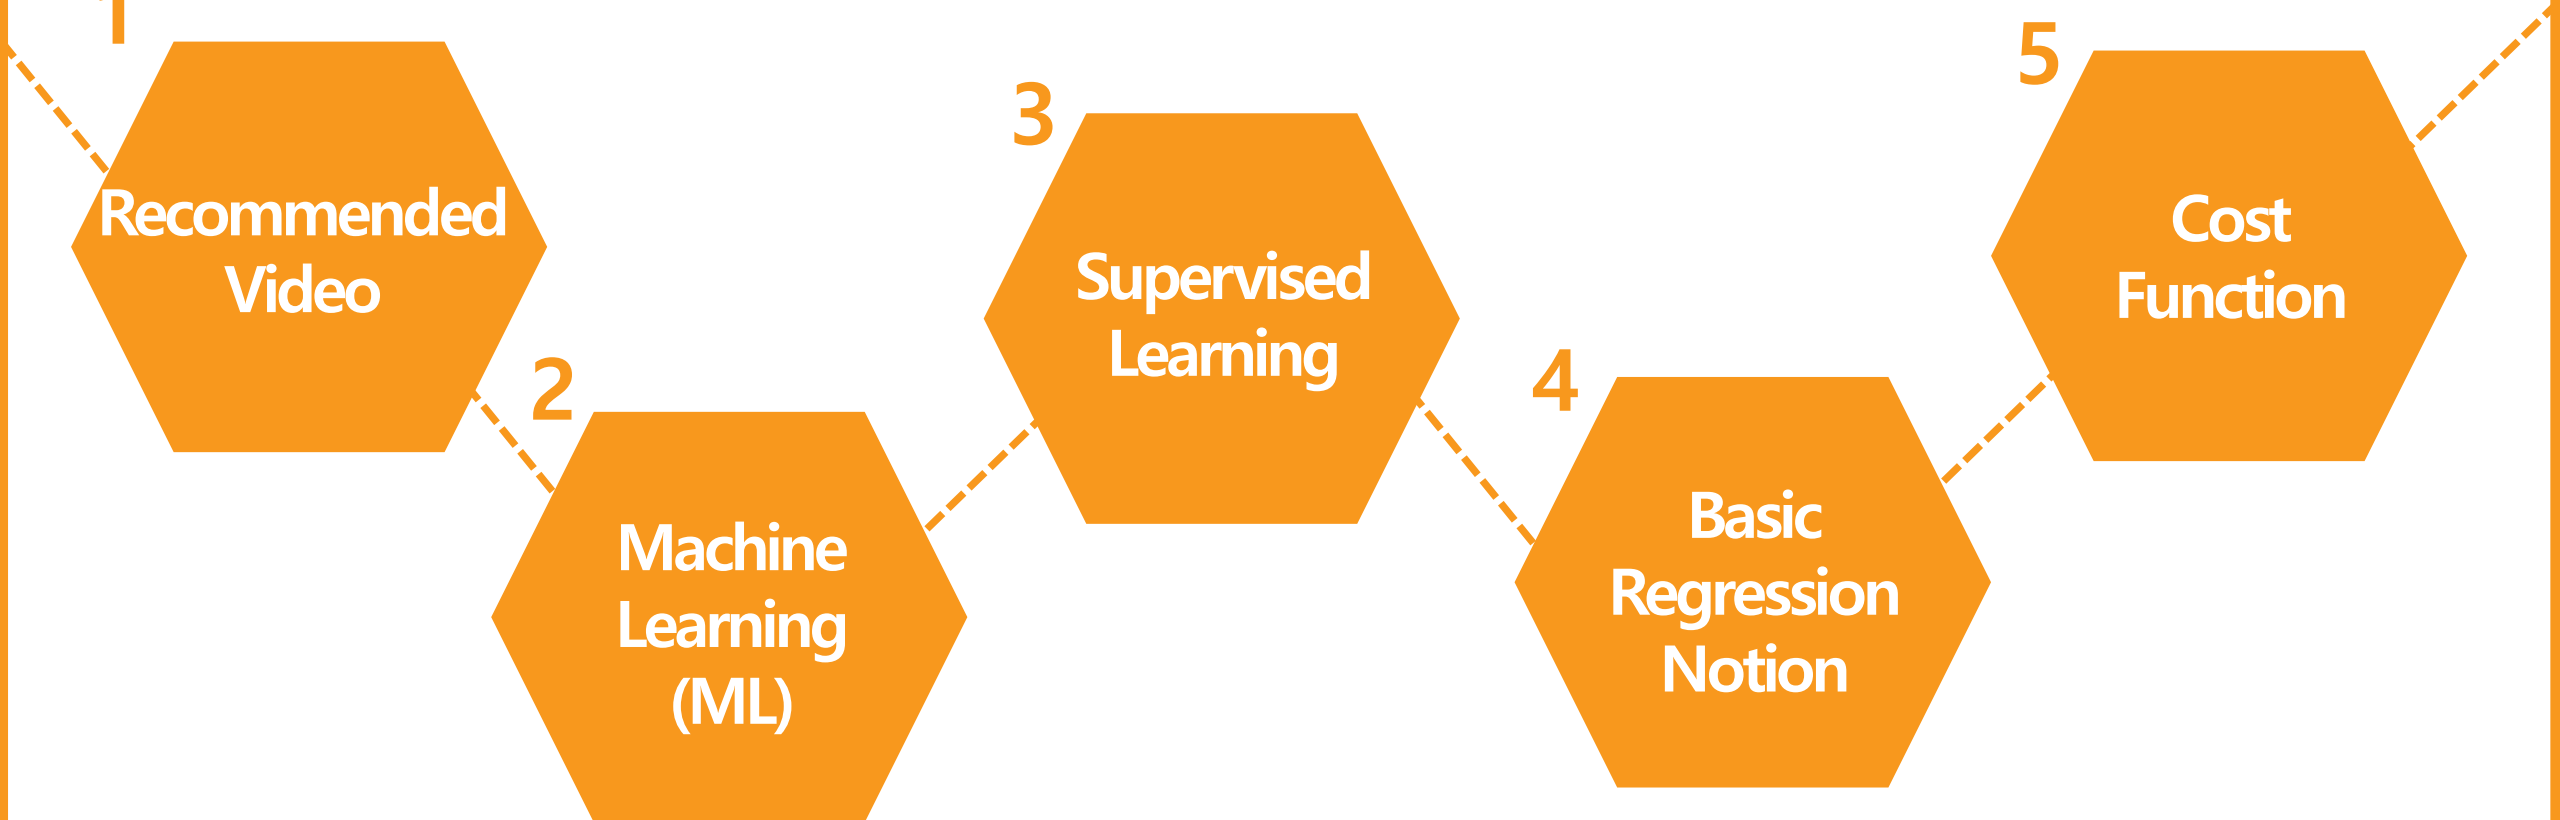 1
Recommended
Video
2
Machine
Learning
(ML)
3
Supervised
Learning
4
Basic
Regression
Notion
5
Cost
Function